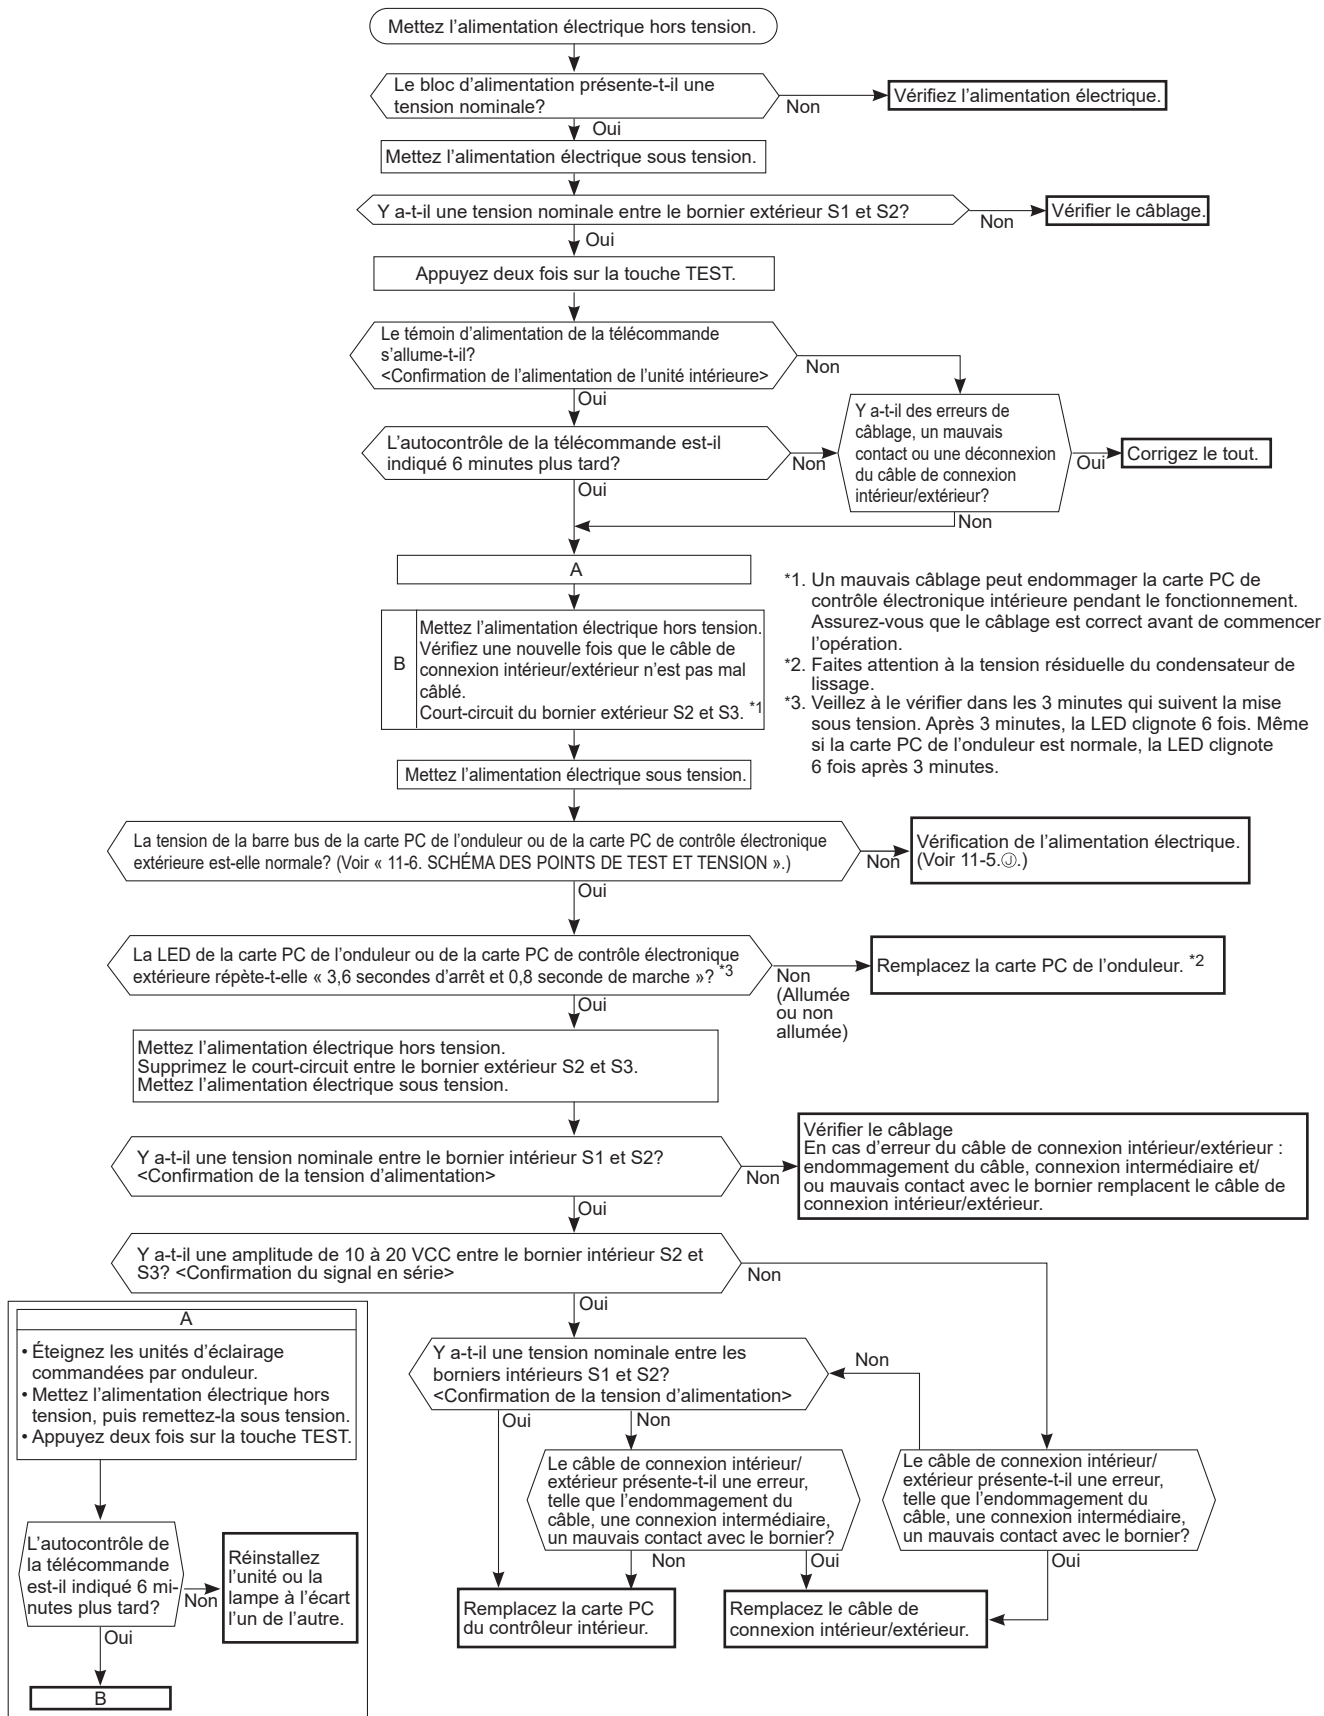 Mettez l’alimentation électrique hors tension.
Le bloc d’alimentation présente-t-il une
tension nominale?
Non
Vérifiez l’alimentation électrique.
Oui
Mettez l’alimentation électrique sous tension.
Y a-t-il une tension nominale entre le bornier extérieur S1 et S2?
Non
Vérifier le câblage.
Oui
Appuyez deux fois sur la touche TEST.
Le témoin d’alimentation de la télécommande
s’allume-t-il?
<Confirmation de l’alimentation de l’unité intérieure>
Non
Oui
Y a-t-il des erreurs de
câblage, un mauvais
contact ou une déconnexion
du câble de connexion
intérieur/extérieur?
L’autocontrôle de la télécommande est-il
indiqué 6 minutes plus tard?
Non
Oui
Corrigez le tout.
Oui
Non
A
B
Mettez l’alimentation électrique hors tension.
Vérifiez une nouvelle fois que le câble de
connexion intérieur/extérieur n’est pas mal
câblé.
Court-circuit du bornier extérieur S2 et S3. *1
*1. Un mauvais câblage peut endommager la carte PC de
contrôle électronique intérieure pendant le fonctionnement.
Assurez-vous que le câblage est correct avant de commencer
l’opération.
*2. Faites attention à la tension résiduelle du condensateur de
lissage.
*3. Veillez à le vérifier dans les 3 minutes qui suivent la mise
sous tension. Après 3 minutes, la LED clignote 6 fois. Même
si la carte PC de l’onduleur est normale, la LED clignote
6 fois après 3 minutes.
Mettez l’alimentation électrique sous tension.
La tension de la barre bus de la carte PC de l’onduleur ou de la carte PC de contrôle électronique
extérieure est-elle normale? (Voir « 11-6. SCHÉMA DES POINTS DE TEST ET TENSION ».)
Non
Vérification de l’alimentation électrique.
(Voir 11-5.Ⓙ.)
Oui
La LED de la carte PC de l’onduleur ou de la carte PC de contrôle électronique
extérieure répète-t-elle « 3,6 secondes d’arrêt et 0,8 seconde de marche »? *3
Non
(Allumée
ou non
allumée)
Remplacez la carte PC de l’onduleur. *2
Oui
Mettez l’alimentation électrique hors tension.
Supprimez le court-circuit entre le bornier extérieur S2 et S3.
Mettez l’alimentation électrique sous tension.
Y a-t-il une tension nominale entre le bornier intérieur S1 et S2?
<Confirmation de la tension d’alimentation>
Non
Vérifier le câblage
En cas d’erreur du câble de connexion intérieur/extérieur :
endommagement du câble, connexion intermédiaire et/
ou mauvais contact avec le bornier remplacent le câble de
connexion intérieur/extérieur.
Oui
Y a-t-il une amplitude de 10 à 20 VCC entre le bornier intérieur S2 et
S3? <Confirmation du signal en série>
Non
Oui
Y a-t-il une tension nominale entre les
borniers intérieurs S1 et S2?
<Confirmation de la tension d’alimentation>
Non
Oui
Non
Le câble de connexion intérieur/
extérieur présente-t-il une erreur,
telle que l’endommagement du
câble, une connexion intermédiaire,
un mauvais contact avec le bornier?
Le câble de connexion intérieur/
extérieur présente-t-il une erreur,
telle que l’endommagement du
câble, une connexion intermédiaire,
un mauvais contact avec le bornier?
Non
Oui
Oui
Remplacez la carte PC
du contrôleur intérieur.
Remplacez le câble de
connexion intérieur/extérieur.
A
• Éteignez les unités d’éclairage
commandées par onduleur.
• Mettez l’alimentation électrique hors
tension, puis remettez-la sous tension.
• Appuyez deux fois sur la touche TEST.
L’autocontrôle de
la télécommande
est-il indiqué 6 mi-
nutes plus tard?
Non
Réinstallez
l’unité ou la
lampe à l’écart
l’un de l’autre.
Oui
B